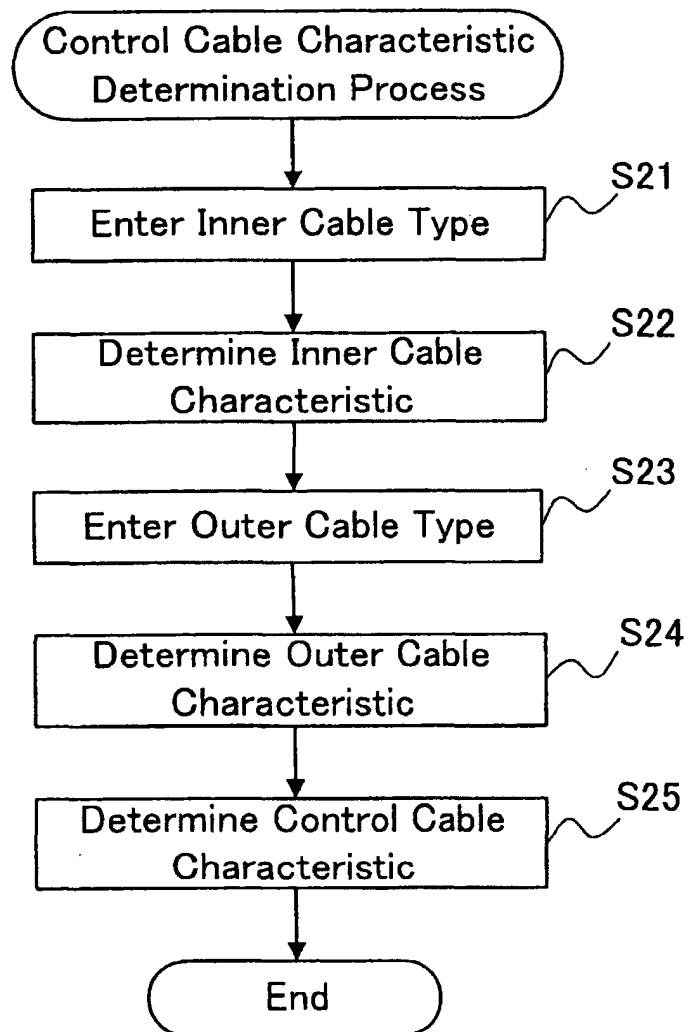 Control Cable Characteristic
Determination Process
S21
Enter Inner Cable Type
S22
Determine Inner Cable
Characteristic
S23
Enter Outer Cable Type
S24
Determine Outer Cable
Characteristic
S25
Determine Control Cable
Characteristic
End